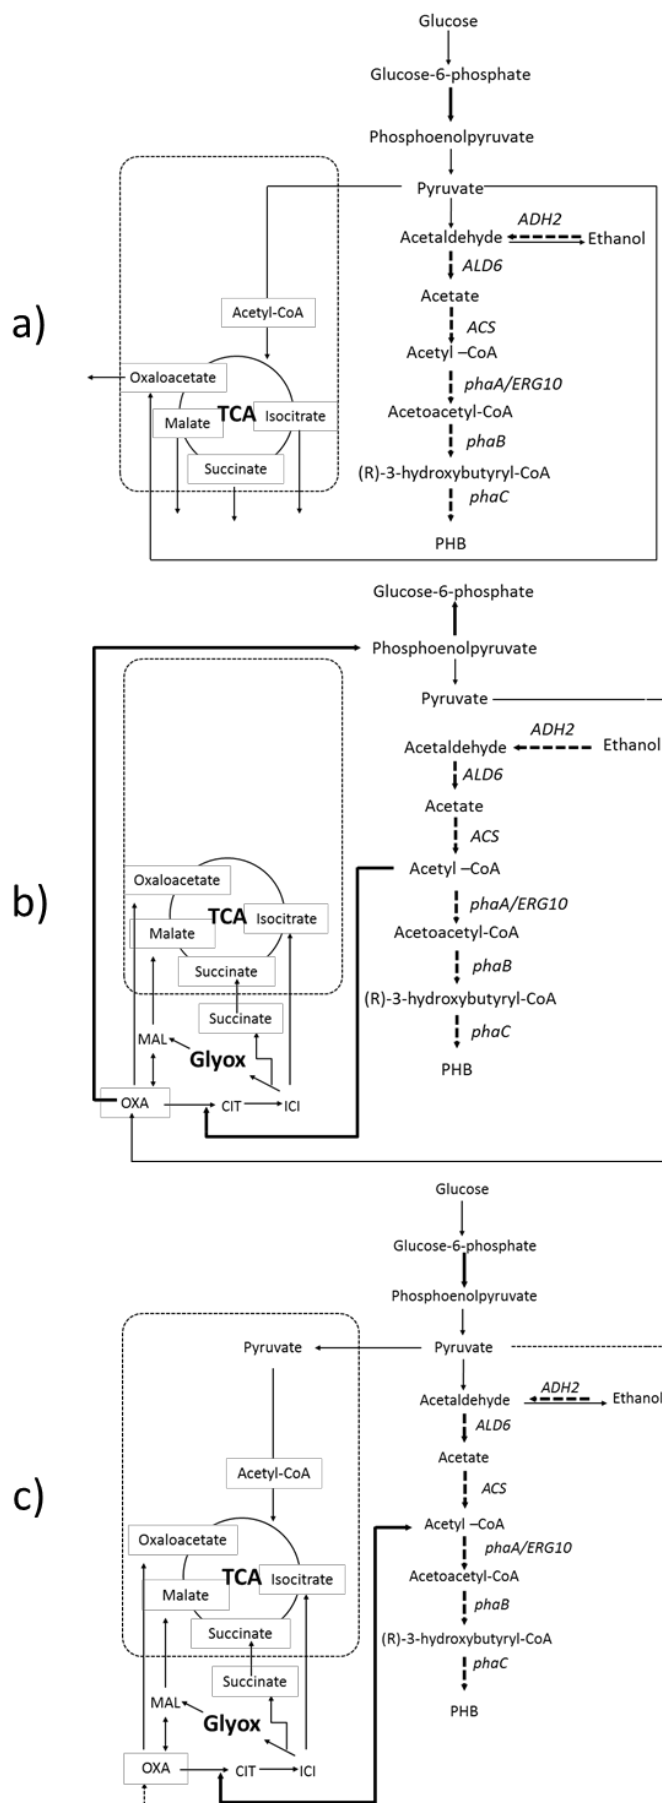 Glucose
Glucose-6-phosphate
Phosphoenolpyruvate
Pyruvate
ADH2
Acetaldehyde
Ethanol
ALD6
Acetate
a)
Acetyl-CoA
ACS
Acetyl –CoA
Oxaloacetate
phaA/ERG10
Malate
TCA
Isocitrate
Acetoacetyl-CoA
phaB
Succinate
(R)-3-hydroxybutyryl-CoA
phaC
PHB
Glucose-6-phosphate
Phosphoenolpyruvate
Pyruvate
ADH2
Acetaldehyde
Ethanol
ALD6
Acetate
ACS
Acetyl –CoA
Oxaloacetate
b)
TCA
Isocitrate
phaA/ERG10
Malate
Acetoacetyl-CoA
phaB
Succinate
(R)-3-hydroxybutyryl-CoA
Succinate
phaC
MAL
Glyox
PHB
OXA
CIT
ICI
Glucose
Glucose-6-phosphate
Phosphoenolpyruvate
Pyruvate
Pyruvate
ADH2
Acetaldehyde
Ethanol
ALD6
Acetate
Acetyl-CoA
ACS
c)
Acetyl –CoA
Oxaloacetate
phaA/ERG10
TCA
Isocitrate
Acetoacetyl-CoA
Malate
phaB
Succinate
(R)-3-hydroxybutyryl-CoA
phaC
Succinate
MAL
Glyox
PHB
OXA
CIT
ICI